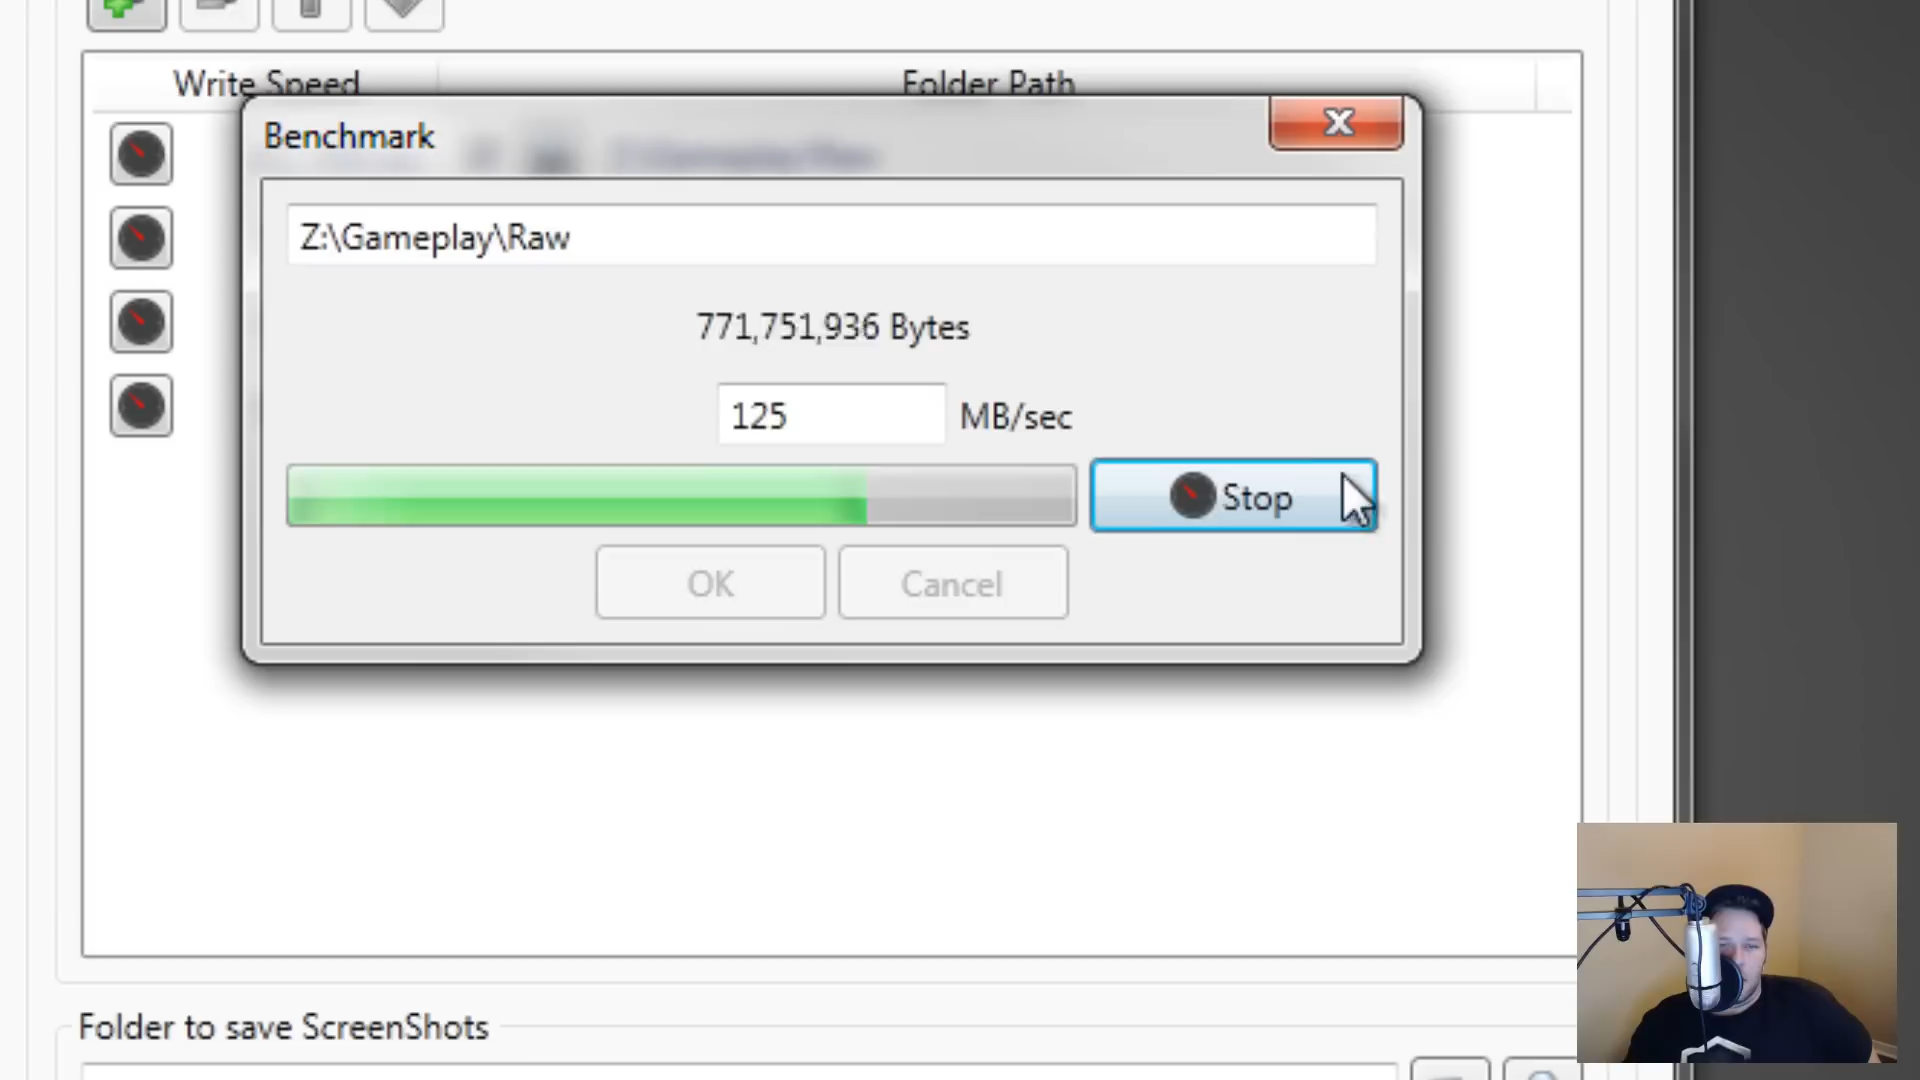 Write Speed
Folder Path
Benchmark
Z:\Gameplay\Raw
771,751,936 Bytes
125 MB/sec
Stop
OK
Cancel
Folder to save ScreenShots